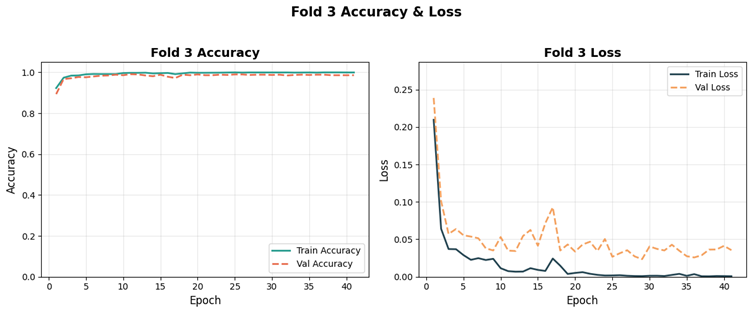 Fold 3 Accuracy & Loss
Fold 3 Accuracy
1.0
0.8
0.6
0.4
0.2
0.0
Accuracy
0 5 10 15 20 25 30 35 40
Epoch
Train Accuracy
Val Accuracy
Fold 3 Loss
0.25
0.20
0.15
0.10
0.05
0.00
Loss
0 5 10 15 20 25 30 35 40
Epoch
Train Loss
Val Loss